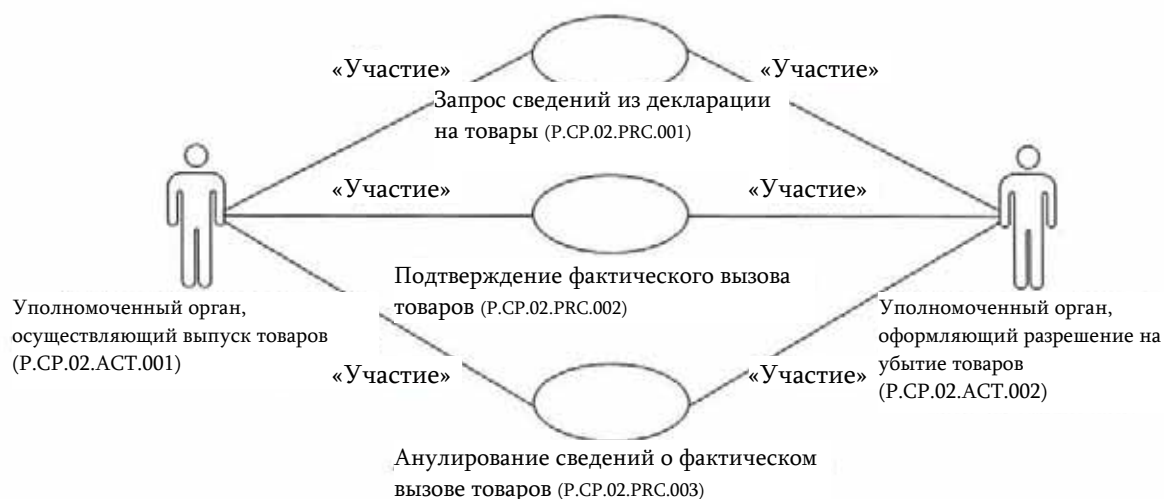 «Участие»
«Участие»
Запрос сведений из декларации
на товары (P.CP.02.PRC.001)
«Участие»
«Участие»
Подтверждение фактического вызова
товаров (P.CP.02.PRC.002)
Уполномоченный орган,
осуществляющий выпуск товаров
(P.CP.02.ACT.001)
Уполномоченный орган,
оформляющий разрешение на
убытие товаров
(P.CP.02.ACT.002)
«Участие»
«Участие»
Анулирование сведений о фактическом
вызове товаров (P.CP.02.PRC.003)